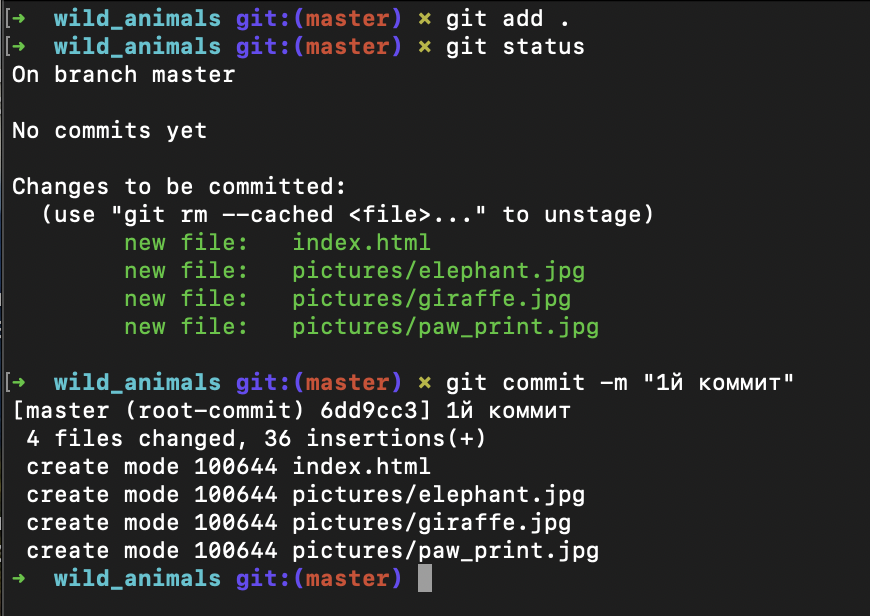 [➜  wild_animals git:(master) ✗ git add .
[➜  wild_animals git:(master) ✗ git status
On branch master
No commits yet
Changes to be committed:
  (use "git rm --cached <file>..." to unstage)
        new file:   index.html
        new file:   pictures/elephant.jpg
        new file:   pictures/giraffe.jpg
        new file:   pictures/paw_print.jpg
[➜  wild_animals git:(master) ✗ git commit -m "1й коммит"
[master (root-commit) 6dd9cc3] 1й коммит
 4 files changed, 36 insertions(+)
 create mode 100644 index.html
 create mode 100644 pictures/elephant.jpg
 create mode 100644 pictures/giraffe.jpg
 create mode 100644 pictures/paw_print.jpg
➜  wild_animals git:(master)